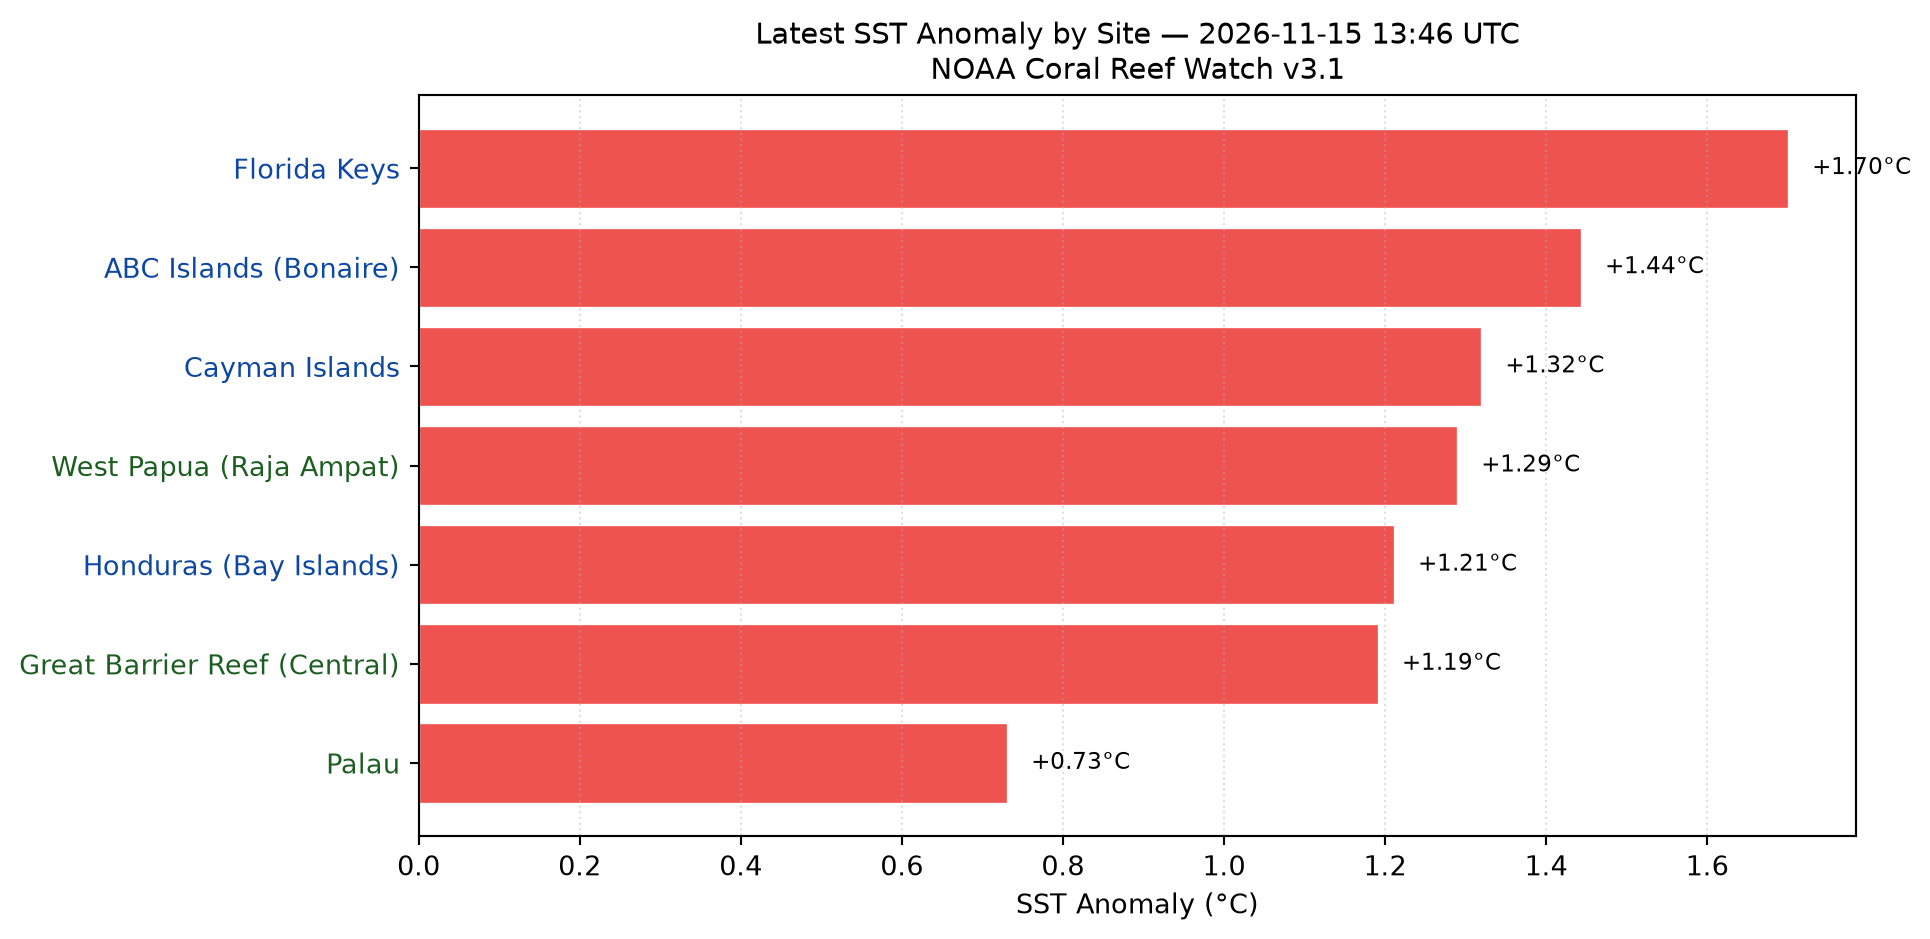 Latest SST Anomaly by Site — 2026-11-15 13:46 UTC
NOAA Coral Reef Watch v3.1
Florida Keys
+1.70°C
ABC Islands (Bonaire)
+1.44°C
Cayman Islands
+1.32°C
West Papua (Raja Ampat)
+1.29°C
Honduras (Bay Islands)
+1.21°C
Great Barrier Reef (Central)
+1.19°C
Palau
+0.73°C
0.0 0.2 0.4 0.6 0.8 1.0 1.2 1.4 1.6
SST Anomaly (°C)